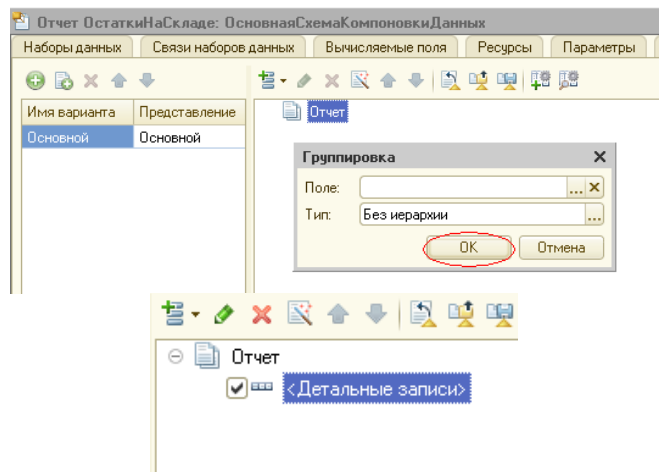 Отчет ОстаткиНаСкладе: ОсновнаяСхемаКомпоновкиДанных
Наборы данных Связи наборов данных Вычисляемые поля Ресурсы Параметры
Имя варианта Представление
Основной Основной
Отчет
Группировка
Поле:
Тип: Без иерархии
OK Отмена
Отчет
<Детальные записи>